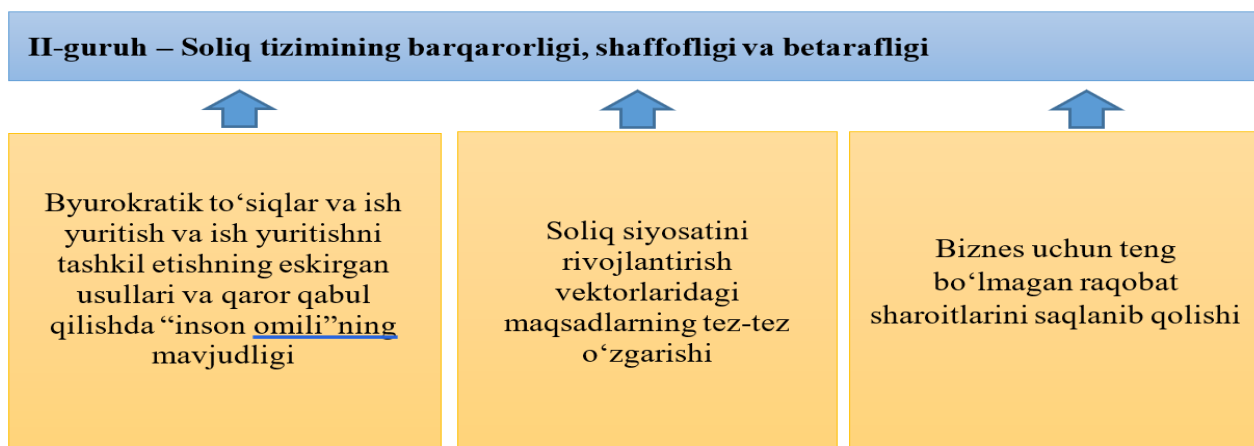 II-guruh – Soliq tizimining barqarorligi, shaffofligi va betarafligi
Byurokratik to‘siqlar va ish
yuritish va ish yuritishni
tashkil etishning eskirgan
usullari va qaror qabul
qilishda “inson omili”ning
mavjudligi
Soliq siyosatini
rivojlantirish
vektorlaridagi
maqsadlarning tez-tez
o‘zgarishi
Biznes uchun teng
bo‘lmagan raqobat
sharoitlarini saqlanib qolishi